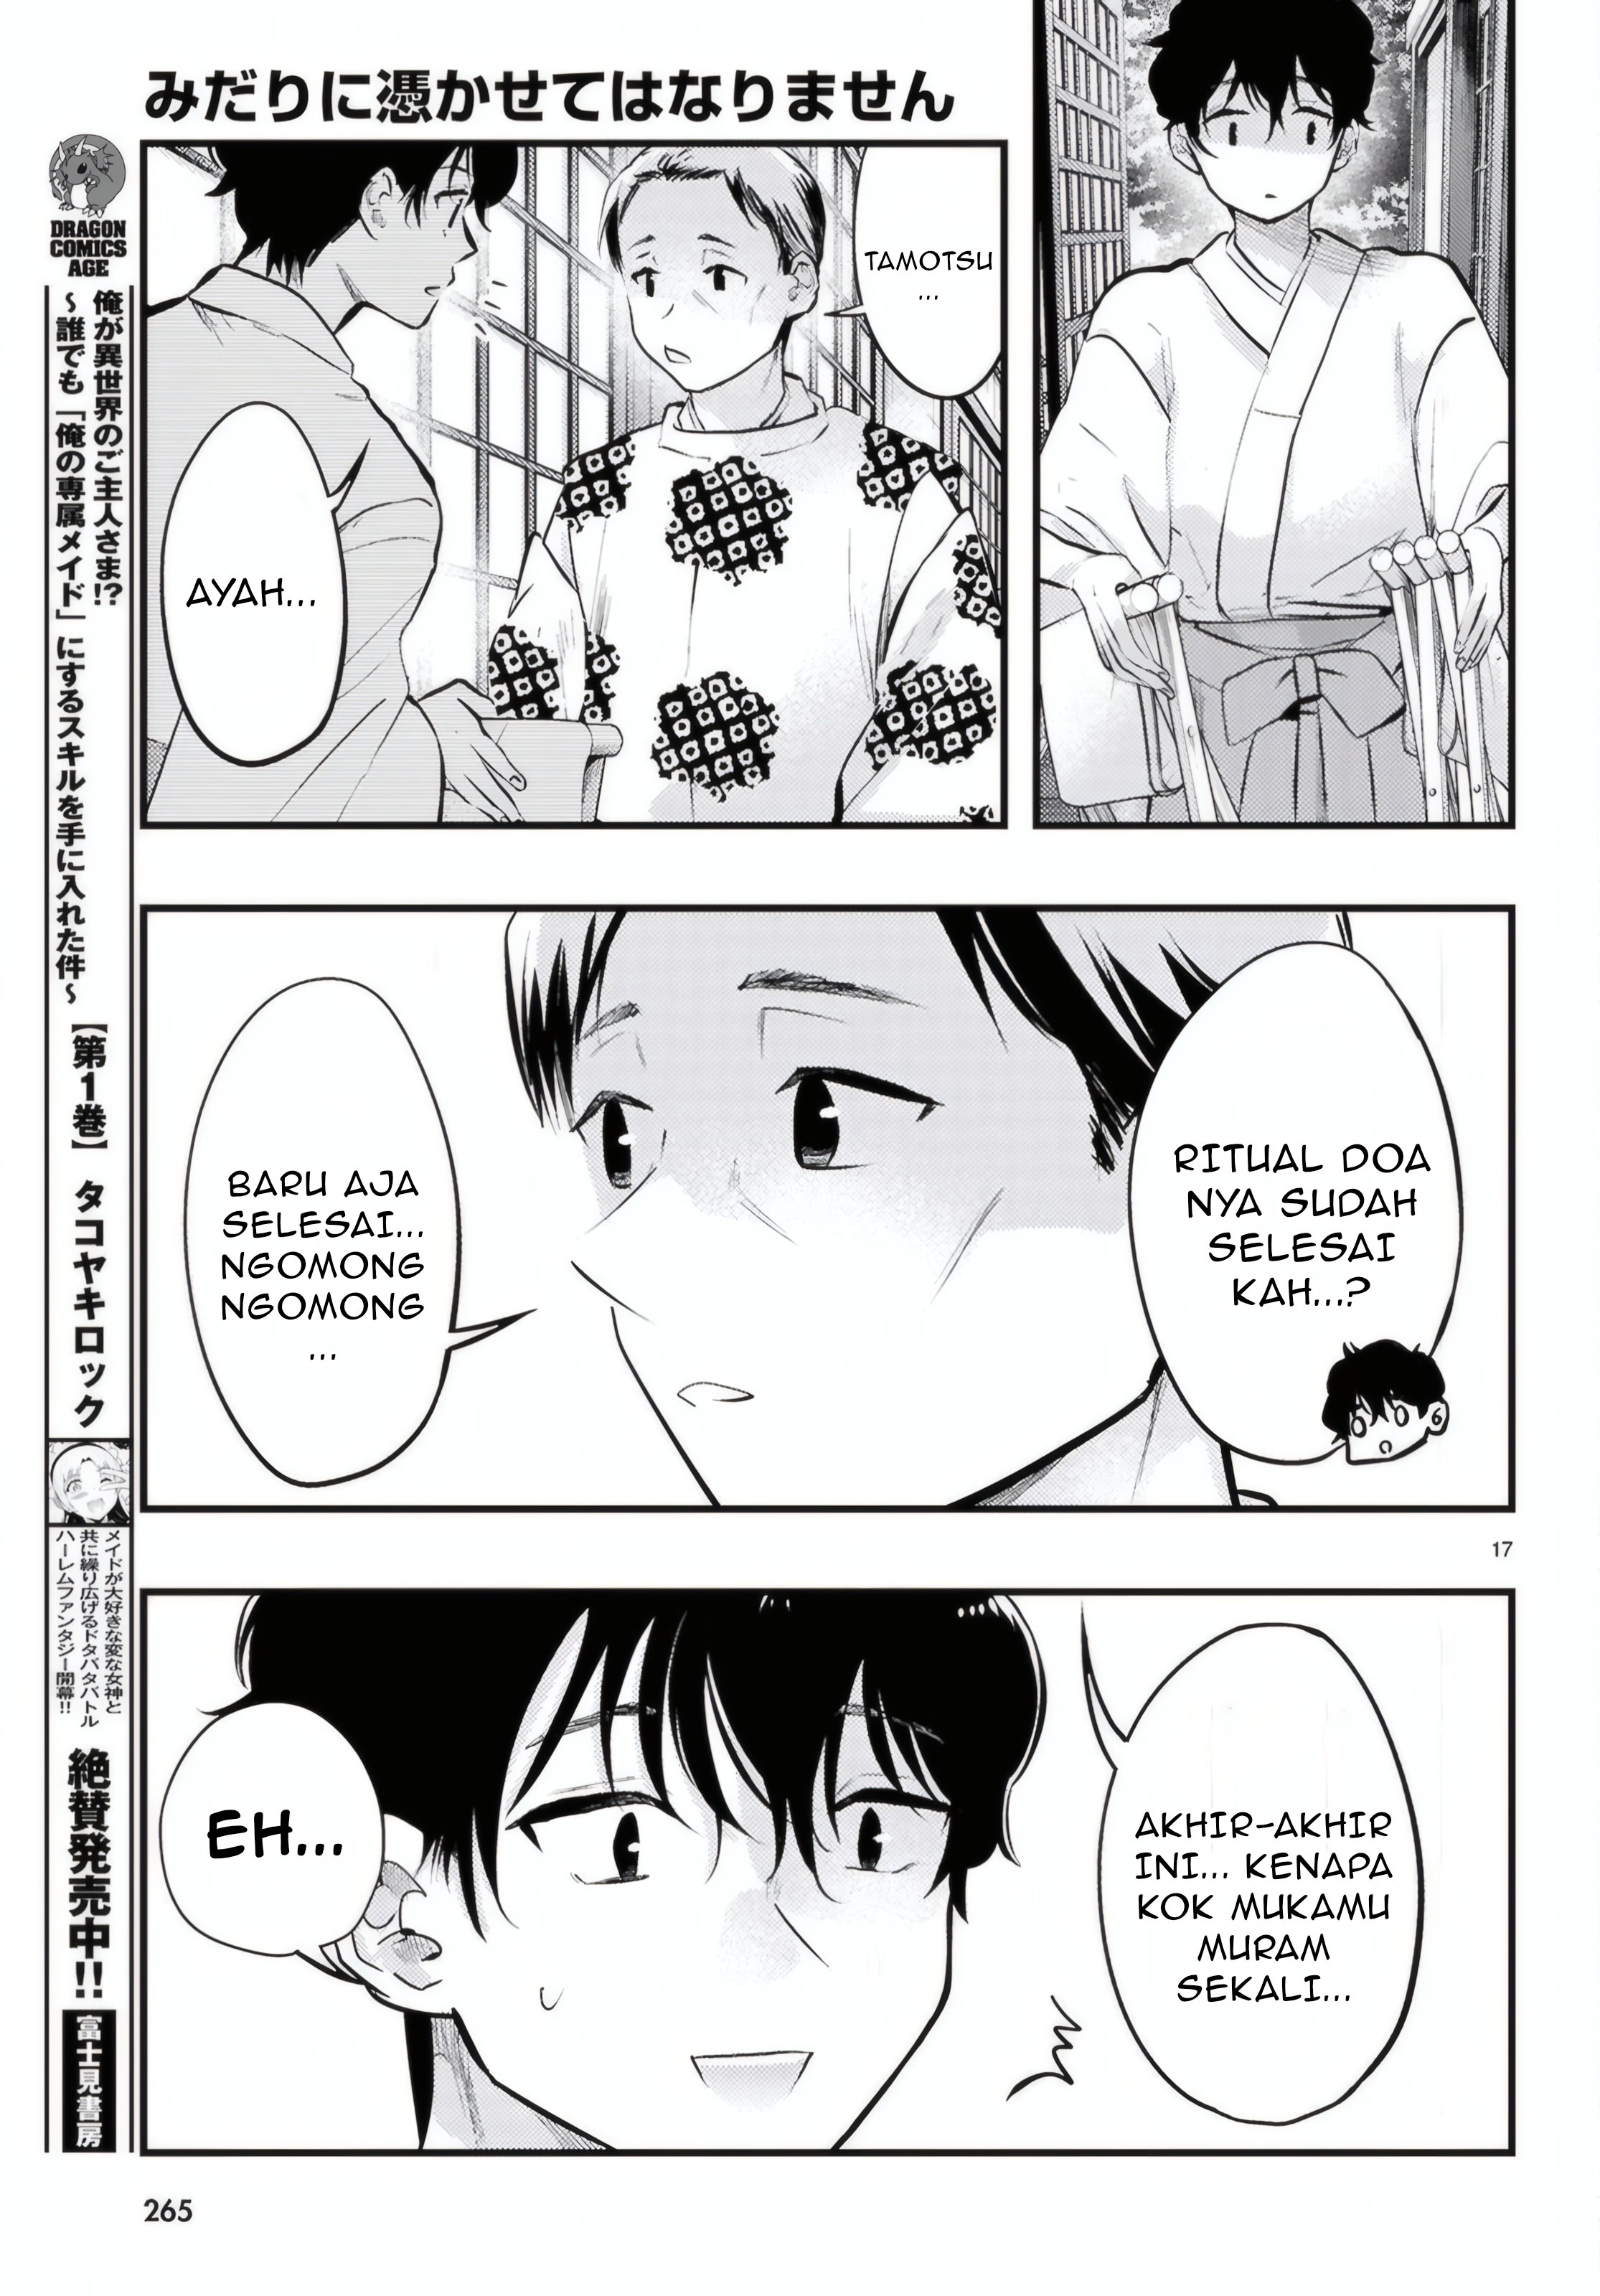 みだりに憑かせてはなりません
DRAGON
COMICS
AGE
俺が異世界のご主人さま!?
～誰でも「俺の専属メイド」にするスキルを手に入れた件～
【第1巻】 タコヤキロック
メイドが大好きな変な女神と
共に繰り広げるドタバタバトル
ハーレムファンタジー開幕!!
絶賛発売中!!
富士見書房
TAMOTSU
...
AYAH...
RITUAL DOA
NYA SUDAH
SELESAI
KAH...?
BARU AJA
SELESAI...
NGOMONG
NGOMONG
...
17
AKHIR-AKHIR
INI... KENAPA
KOK MUKAMU
MURAM
SEKALI...
EH...
265